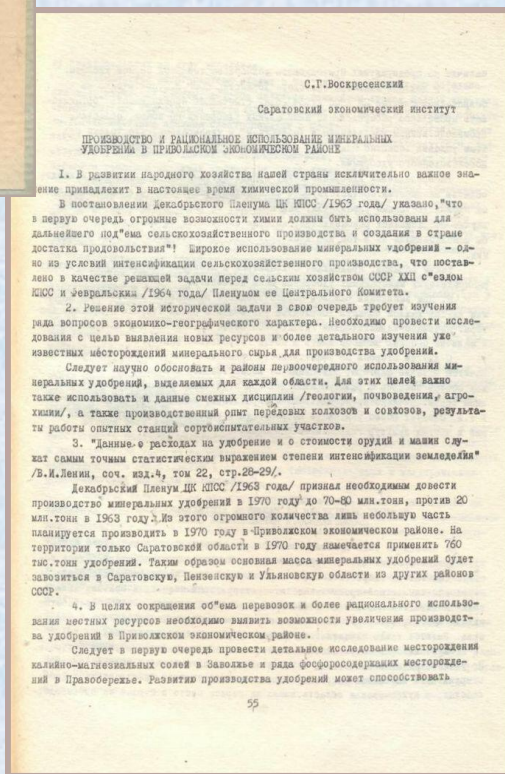 С.Г.Воскресенский
Саратовский экономический институт
ПРОИЗВОДСТВО И РАЦИОНАЛЬНОЕ ИСПОЛЬЗОВАНИЕ МИНЕРАЛЬНЫХ
УДОБРЕНИЙ В ПРИВОЛЖСКОМ ЭКОНОМИЧЕСКОМ РАЙОНЕ
I. В развитии народного хозяйства нашей страны исключительно важное зна-
ение принадлежит в настоящее время химической промышленности.
В постановлении Декабрьского Пленума ЦК КПСС /1963 года/ указано,"что
в первую очередь огромные возможности химии должны быть использованы для
дальнейшего под"ема сельскохозяйственного производства и создания в стране
достатка продовольствия"! Широкое использование минеральных удобрений - од-
но из условий интенсификации сельскохозяйственного производства, что постав-
лено в качестве решающей задачи перед сельским хозяйством СССР ХХП с"ездом
КПСС и Февральским /1964 года/ Пленумом ее Центрального Комитета.
2. Решение этой исторической задачи в свою очередь требует изучения
ряда вопросов экономико-географического характера. Необходимо провести иссле-
дования с целью выявления новых ресурсов и более детального изучения уже
известных месторождений минерального сырья для производства удобрений.
Следует научно обосновать и районы первоочередного использования ми-
неральных удобрений, выделяемых для каждой области. Для этих целей важно
также использовать и данные смежных дисциплин /геологии, почвоведения, агро-
химии/, а также производственный опыт передовых колхозов и совхозов, результа-
ты работы опытных станций сортоиспытательных участков.
3. "Данные о расходах на удобрение и о стоимости орудий и машин слу-
жат самым точным статистическим выражением степени интенсификации земледелия"
/В.И.Ленин, соч. изд.4, том 22, стр.28-29/.
Декабрьский Пленум ЦК КПСС /1963 года/ признал необходимым довести
производство минеральных удобрений в 1970 году до 70-80 млн.тонн, против 20
млн.тонн в 1963 году. Из этого огромного количества лишь небольшую часть
планируется производить в 1970 году в Приволжском экономическом районе. На
территории только Саратовской области в 1970 году намечается применить 760
тыс.тонн удобрений. Таким образом основная масса минеральных удобрений будет
завозиться в Саратовскую, Пензенскую и Ульяновскую области из других районов
СССР.
4. В целях сокращения об"ема перевозок и более рационального использо-
вания местных ресурсов необходимо выявить возможности увеличения производст-
ва удобрений в Приволжском экономическом районе.
Следует в первую очередь провести детальное исследование месторождения
калийно-магнезиальных солей в Заволжье и ряда фосфоросодержащих месторожде-
ний в Правобережье. Развитию производства удобрений может способствовать
55